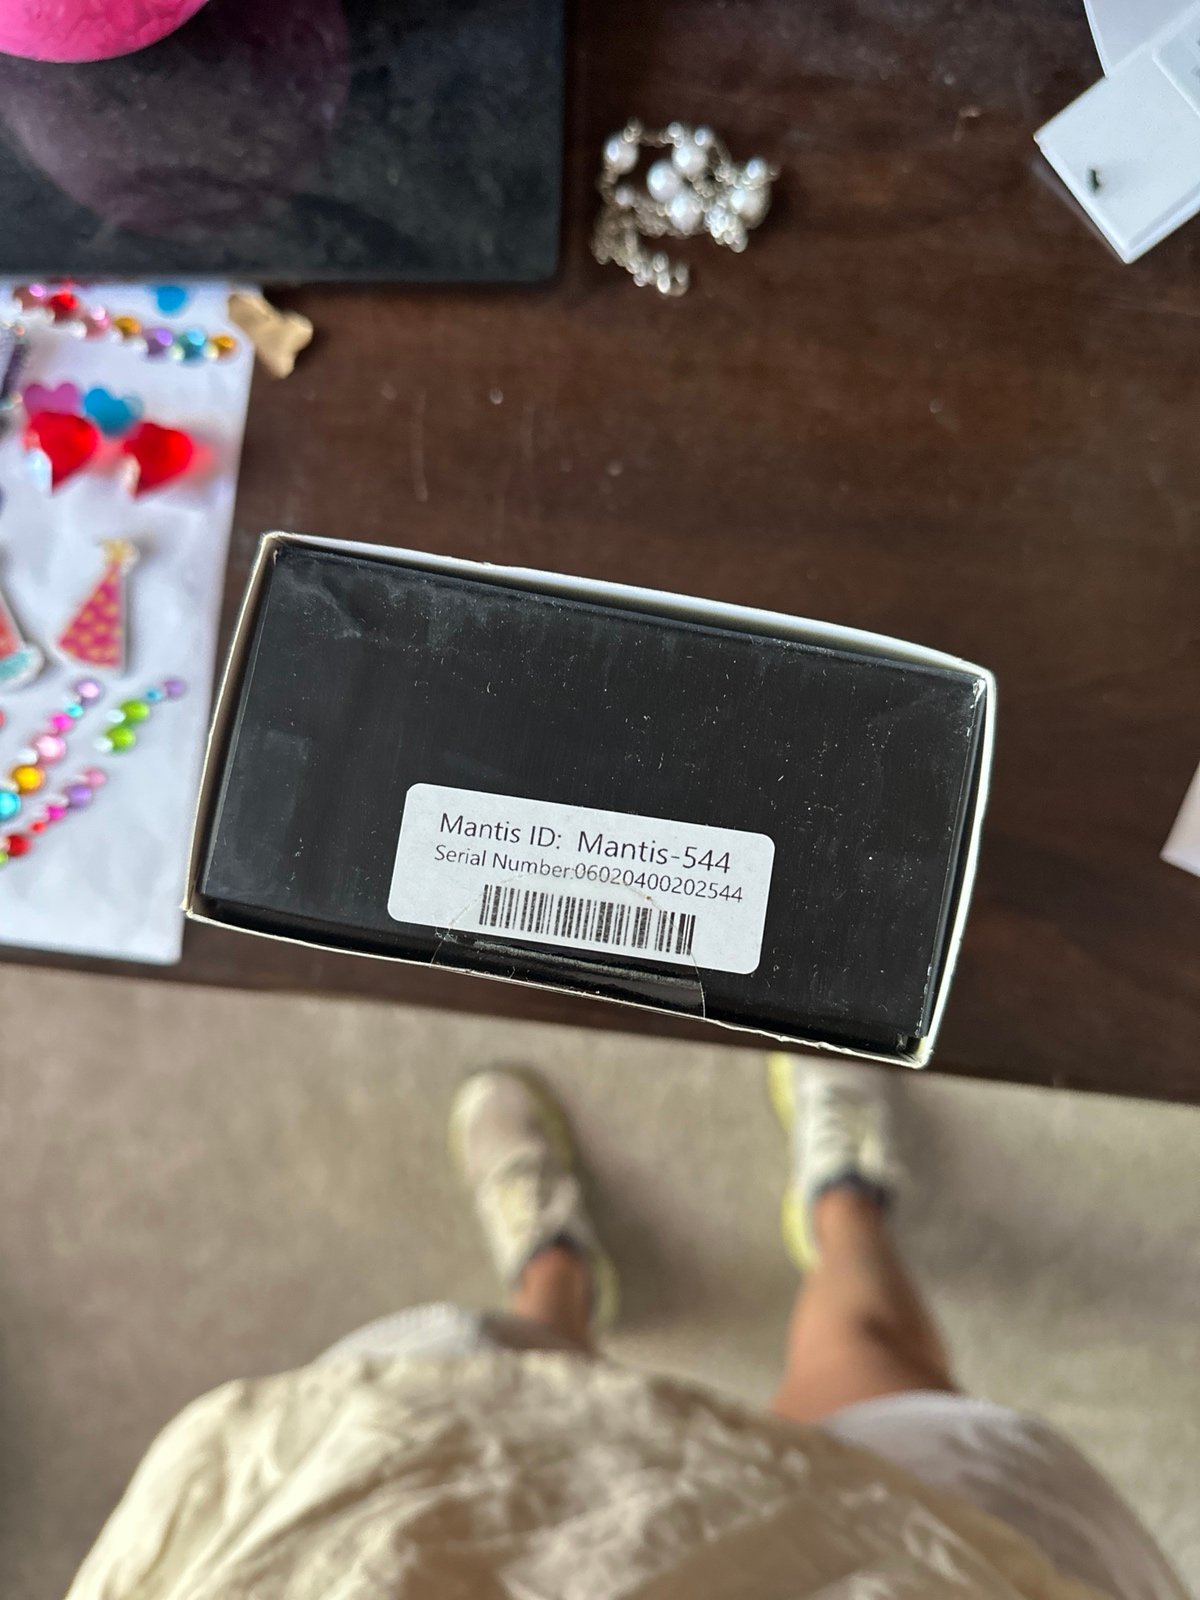 Mantis ID: Mantis-544
Serial Number:06020400202544